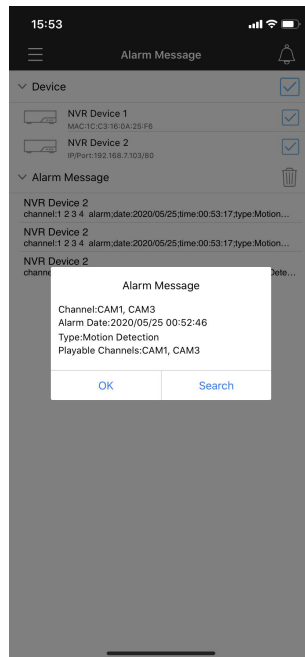 15:53
Alarm Message
Device
NVR Device 1
MAC:1C:C3:16:0A:25:F6
NVR Device 2
IP/Port:192.168.7.103/80
Alarm Message
NVR Device 2
channel:1 2 3 4 alarm;date:2020/05/25;time:00:53:17;type:Motion...
NVR Device 2
channel:1 2 3 4 alarm;date:2020/05/25;time:00:53:17;type:Motion...
NVR Device 2
Alarm Message
Channel:CAM1, CAM3
Alarm Date:2020/05/25 00:52:46
Type:Motion Detection
Playable Channels:CAM1, CAM3
OK
Search